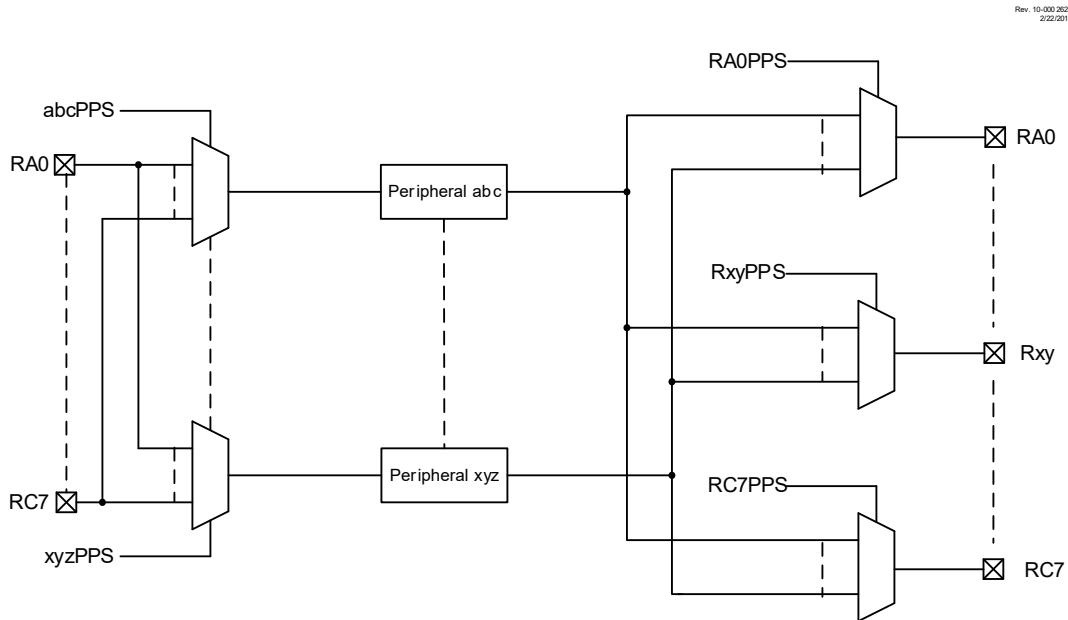 Rev. 10-000 262
2/22/201
RA0PPS
abcPPS
RA0
Peripheral abc
RA0
RxyPPS
Rxy
RC7PPS
RC7
Peripheral xyz
xyzPPS
RC7